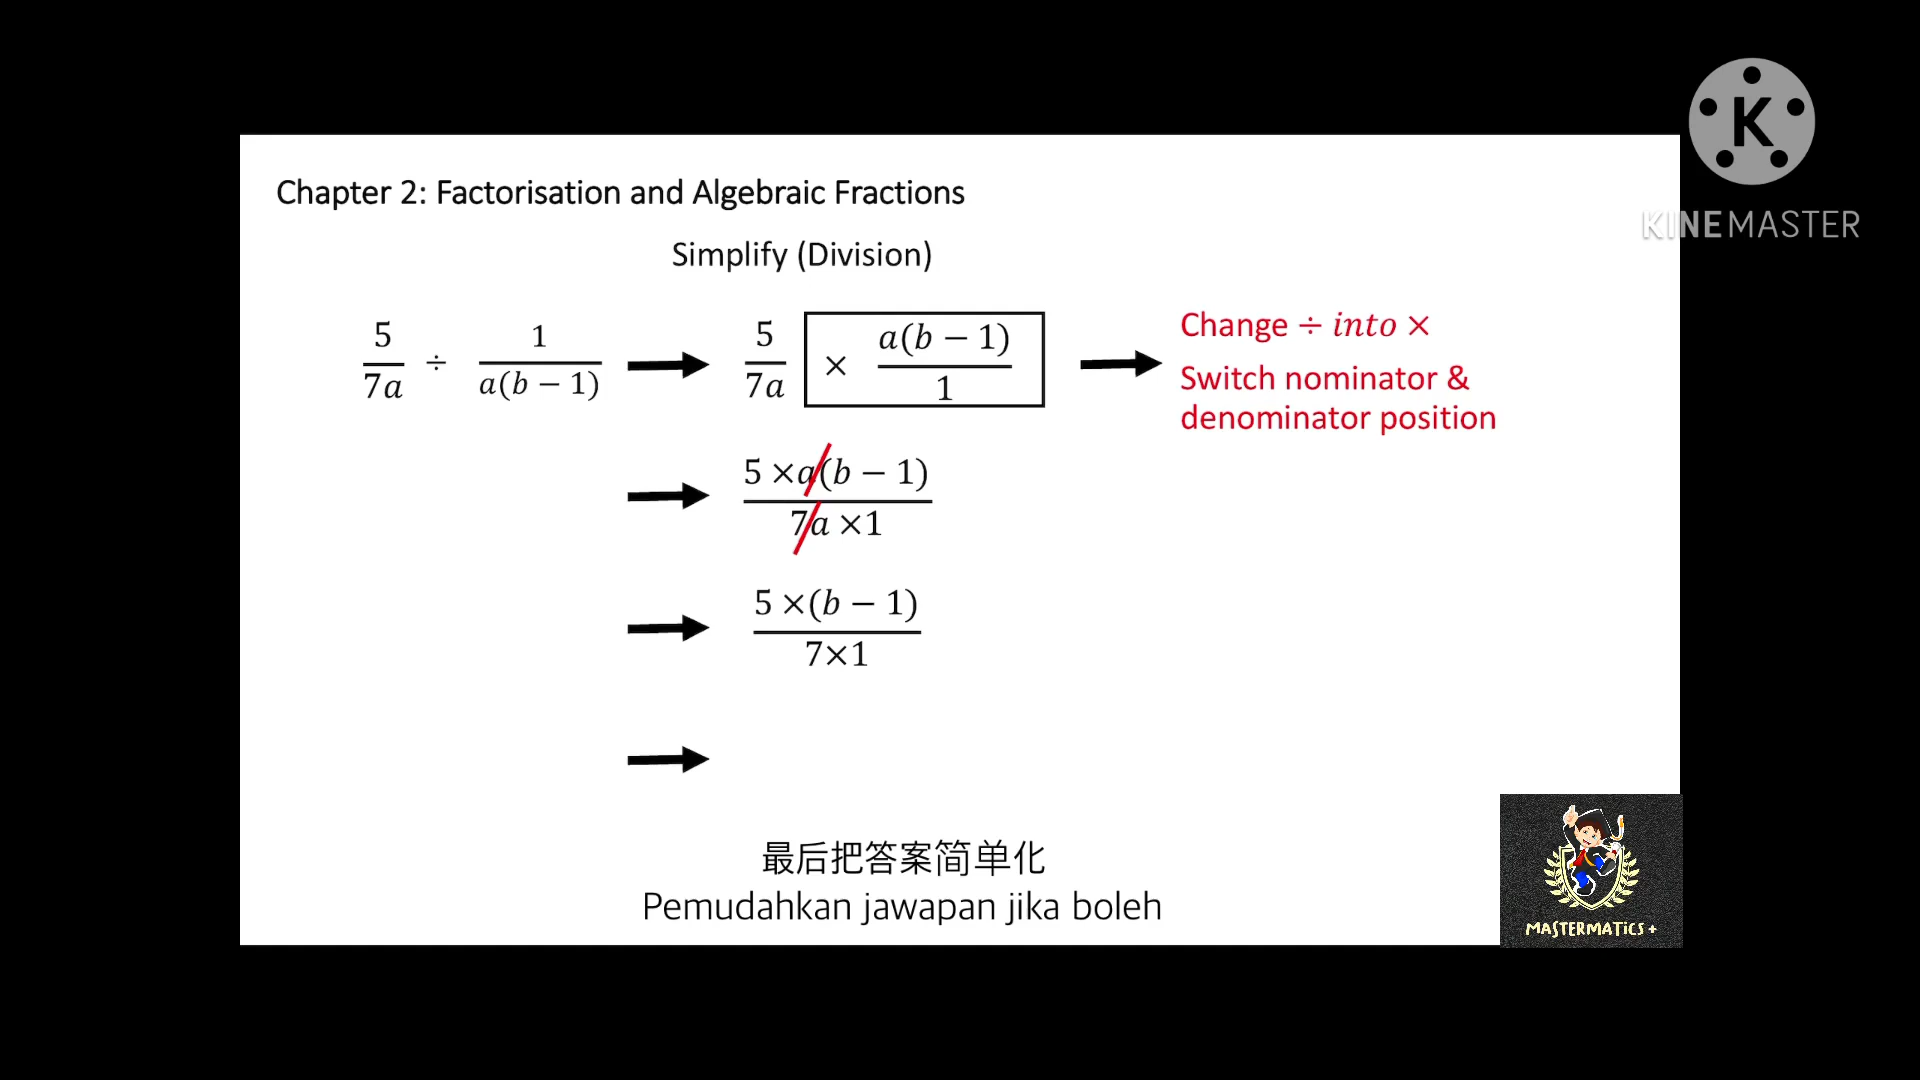 K
KINEMASTER
Chapter 2: Factorisation and Algebraic Fractions
Simplify (Division)
5/7a ÷ 1/a(b − 1)
5/7a × a(b − 1)/1
Change ÷ into ×
Switch nominator &
denominator position
5 ×a(b − 1)
7a ×1
5 ×(b − 1)
7×1
最后把答案简单化
Pemudahkan jawapan jika boleh
MASTERMATiCS +